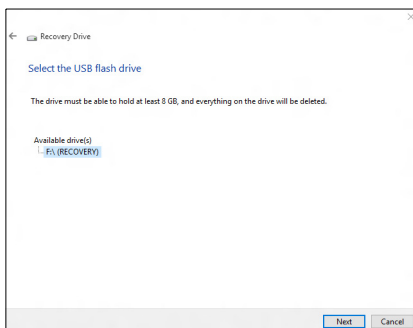 Recovery Drive
Select the USB flash drive
The drive must be able to hold at least 8 GB, and everything on the drive will be deleted.
Available drive(s)
F:\ (RECOVERY)
Next Cancel